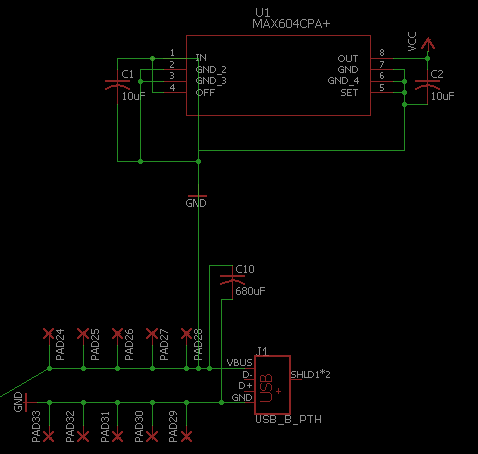 U1
MAX604CPA+
VCC
1
IN
OUT
8
2
GND_2
GND
7
C1
3
GND_3
GND_4
6
C2
4
OFF
SET
5
10uF
10uF
GND
C10
680uF
PAD24
PAD25
PAD26
PAD27
PAD28
J1
VBUS
D-
SHLD1*2
D+
USB
+
GND
GND
USB_B_PTH
PAD33
PAD32
PAD31
PAD30
PAD29